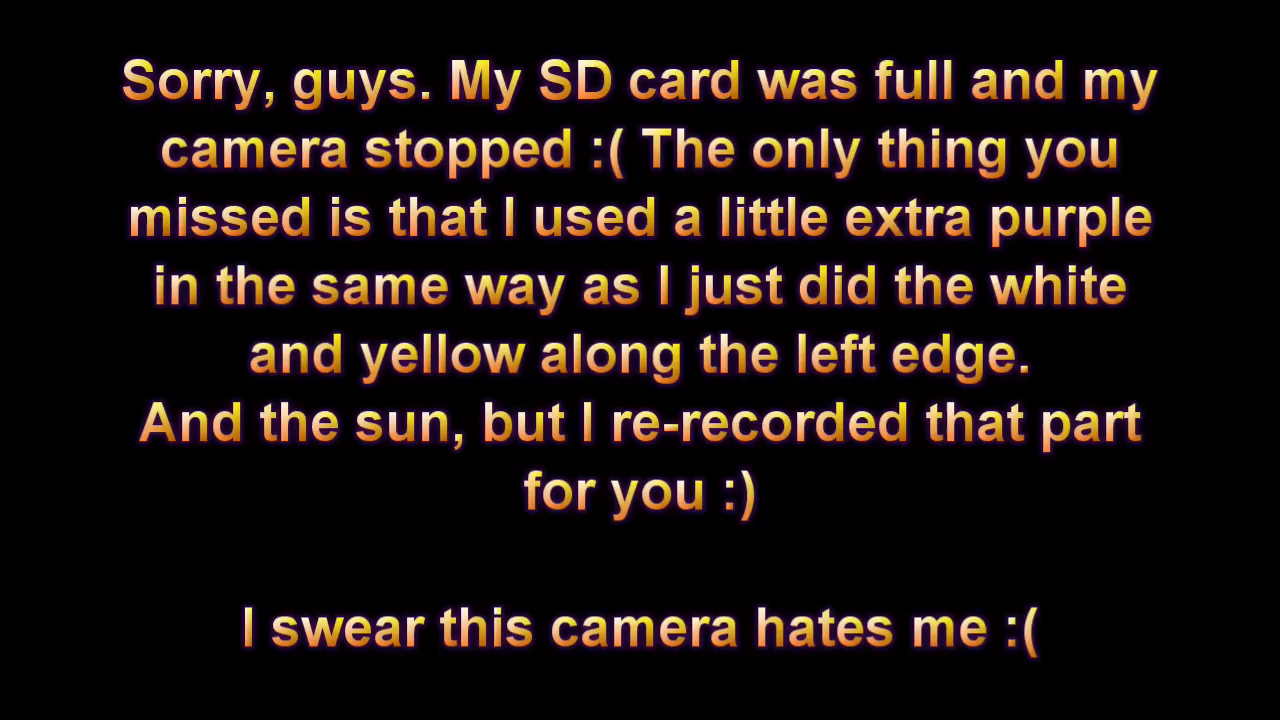 Sorry, guys. My SD card was full and my
camera stopped :( The only thing you
missed is that I used a little extra purple
in the same way as I just did the white
and yellow along the left edge.
And the sun, but I re-recorded that part
for you :)
I swear this camera hates me :(